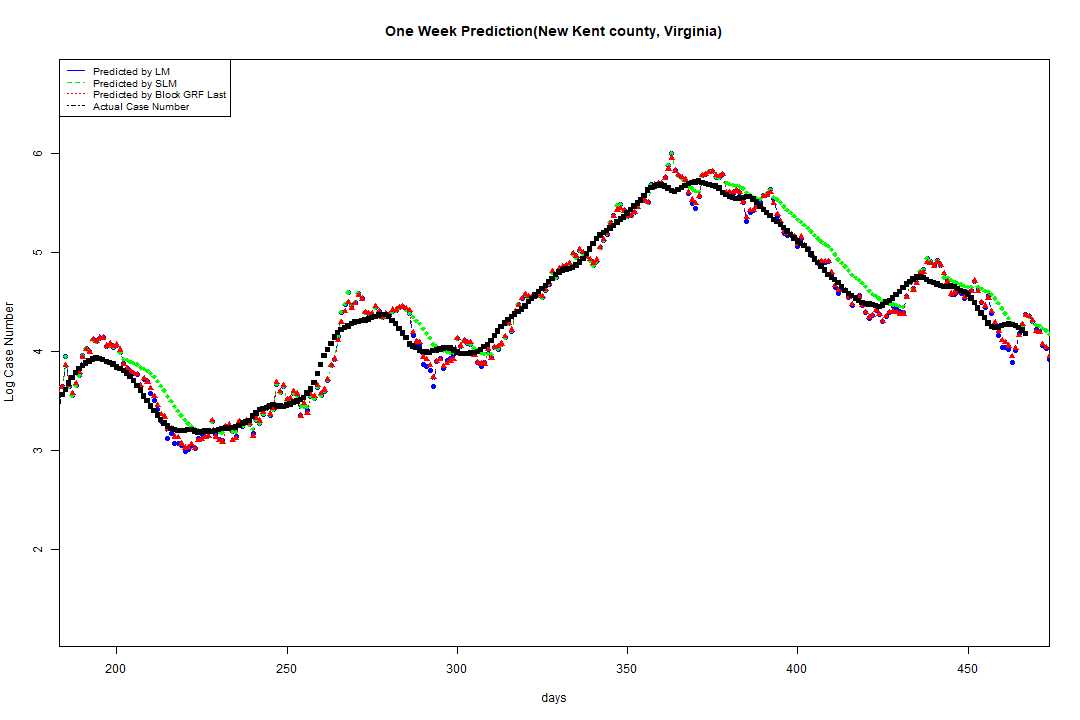 One Week Prediction(New Kent county, Virginia)
Predicted by LM
Predicted by SLM
Predicted by Block GRF Last
Actual Case Number
6
5
4
3
2
Log Case Number
200 250 300 350 400 450
days